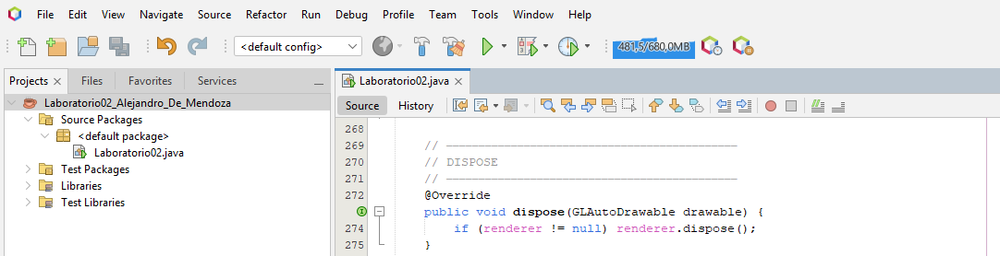 File Edit View Navigate Source Refactor Run Debug Profile Team Tools Window Help
<default config> 481,5/680,0MB
Projects Files Favorites Services
Laboratorio02.java
Laboratorio02_Alejandro_De_Mendoza
Source Packages
<default package>
Laboratorio02.java
Test Packages
Libraries
Test Libraries
Source History
268
269 // ─────────────────────────────────────────
270 // DISPOSE
271 // ─────────────────────────────────────────
272 @Override
public void dispose(GLAutoDrawable drawable) {
274 if (renderer != null) renderer.dispose();
275 }